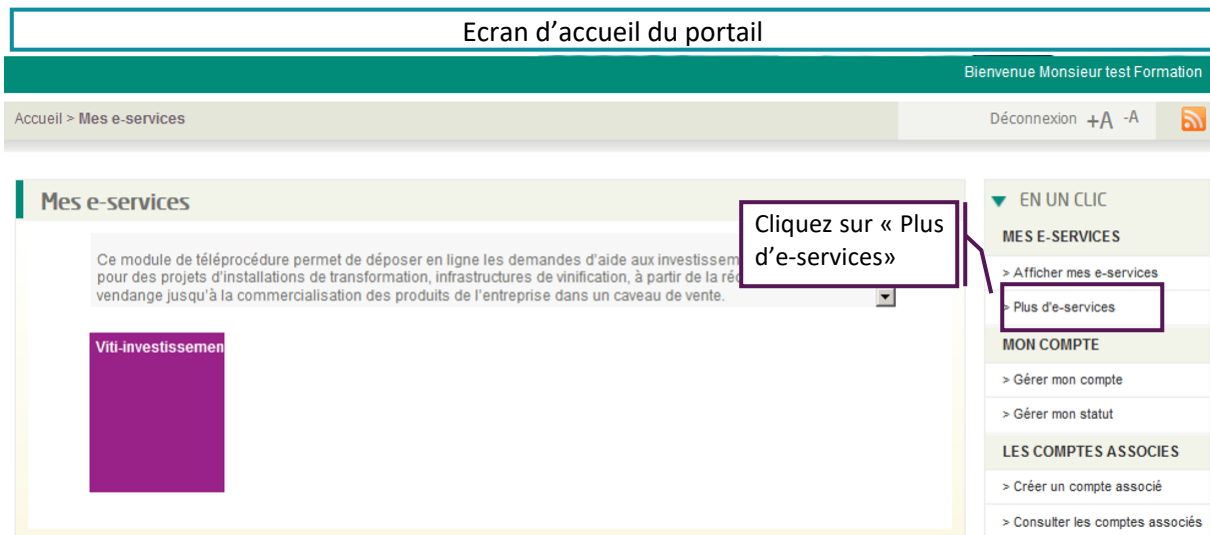 Ecran d’accueil du portail
Bienvenue Monsieur test Formation
Accueil > Mes e-services
Déconnexion +A -A
Mes e-services
Ce module de téléprocédure permet de déposer en ligne les demandes d'aide aux
pour des projets d'installations de transformation, infrastructures de vinification, à partir de la
vendange jusqu'à la commercialisation des produits de l'entreprise dans un caveau de vente.
Cliquez sur « Plus
d’e-services»
Viti-investissemen
EN UN CLIC
MES E-SERVICES
> Afficher mes e-services
> Plus d'e-services
MON COMPTE
> Gérer mon compte
> Gérer mon statut
LES COMPTES ASSOCIES
> Créer un compte associé
> Consulter les comptes associés